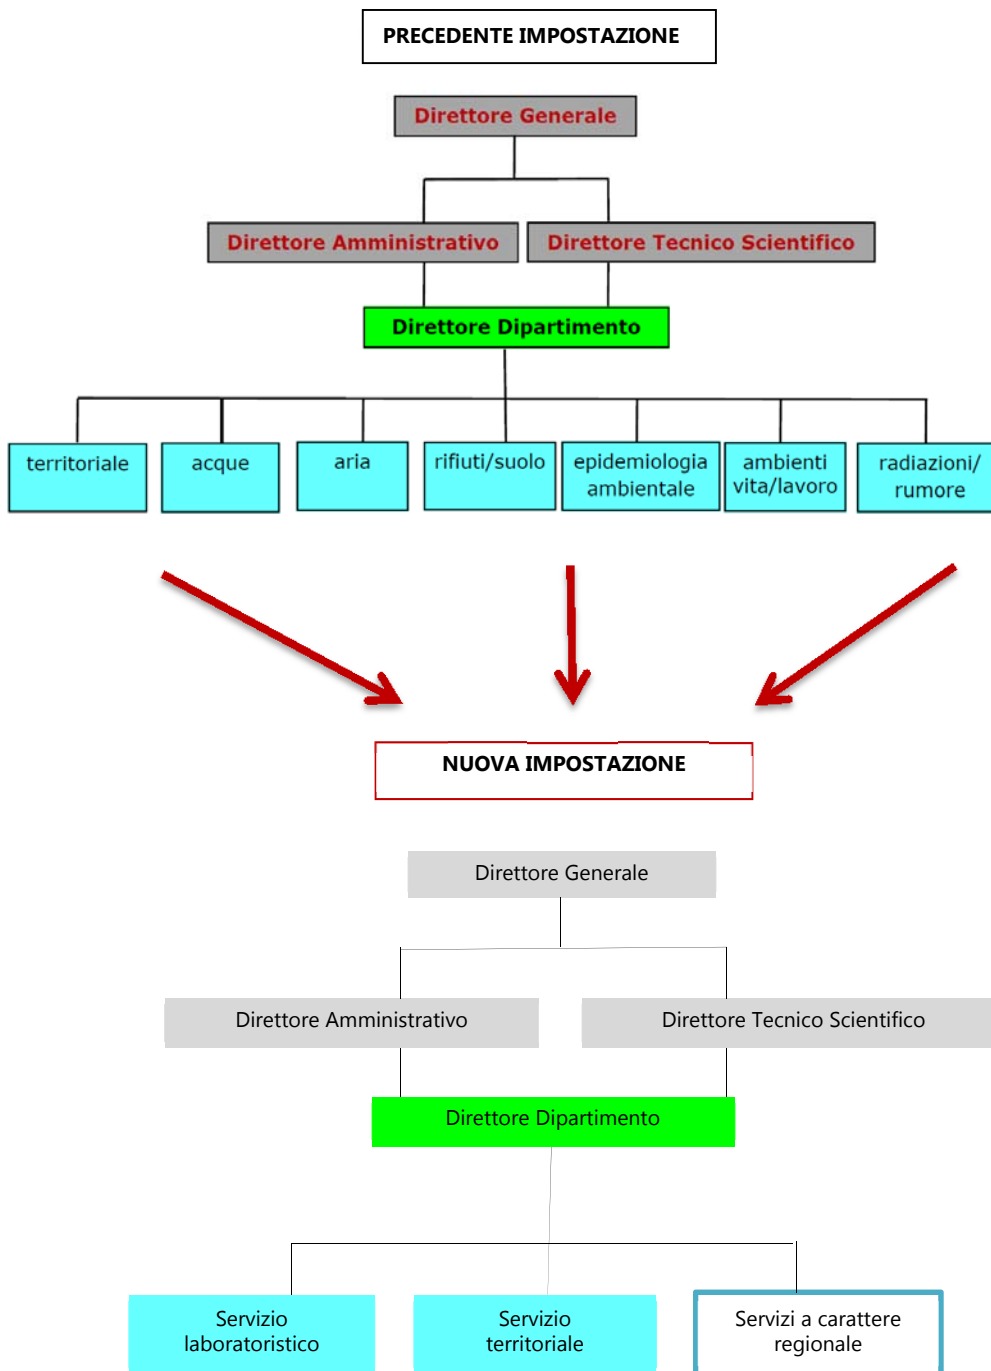 PRECEDENTE IMPOSTAZIONE
Direttore Generale
Direttore Amministrativo
Direttore Tecnico Scientifico
Direttore Dipartimento
territoriale
acque
aria
rifiuti/suolo
epidemiologia
ambientale
ambienti
vita/lavoro
radiazioni/
rumore
NUOVA IMPOSTAZIONE
Direttore Generale
Direttore Amministrativo
Direttore Tecnico Scientifico
Direttore Dipartimento
Servizio
laboratoristico
Servizio
territoriale
Servizi a carattere
regionale